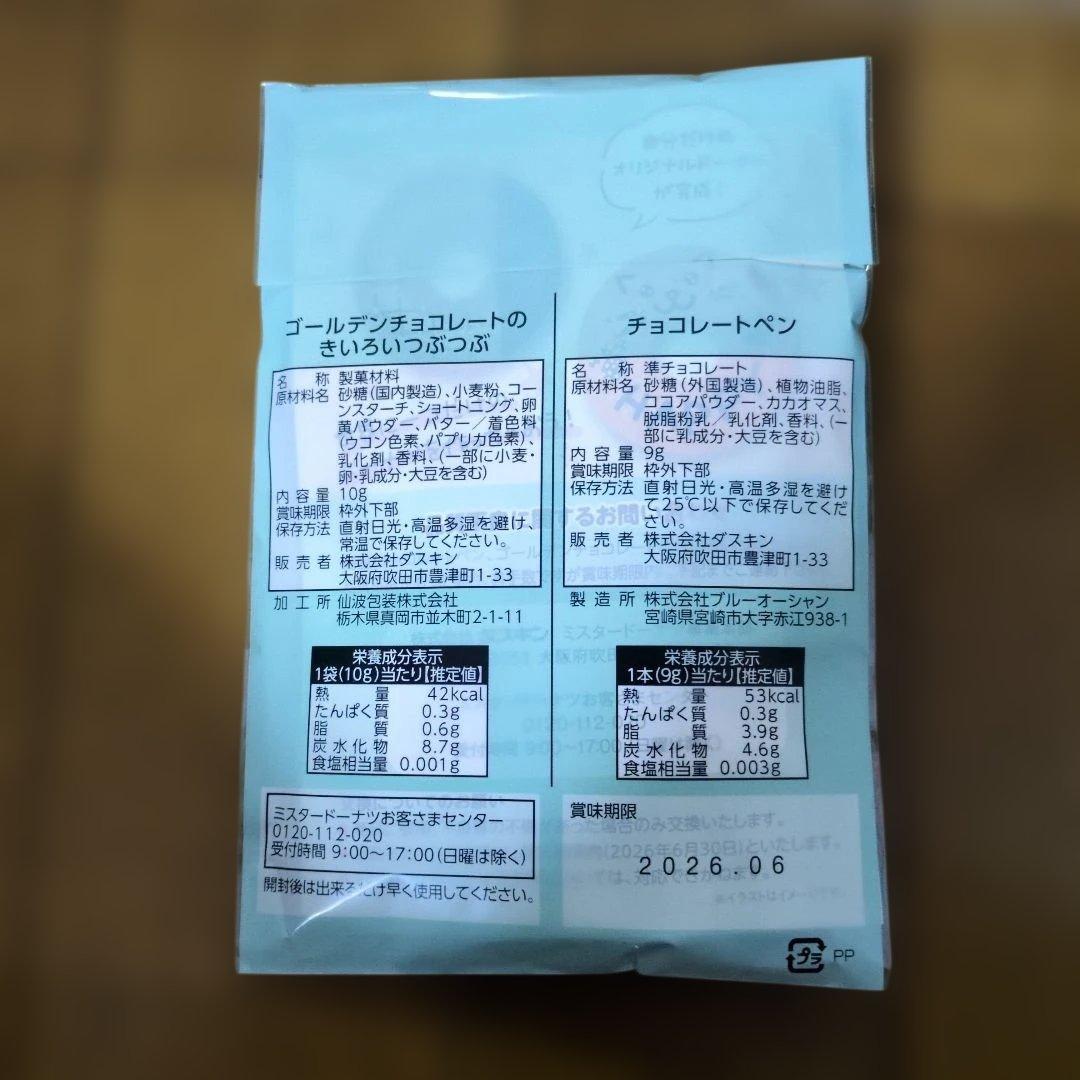 自分だけの
オリジナルドーナツ
が完成!
ゴールデンチョコレートの
きいろいつぶつぶ
名称 製菓材料
原材料名 砂糖(国内製造)、小麦粉、コー
ンスターチ、ショートニング、卵
黄パウダー、バター/着色料
(ウコン色素、パプリカ色素)、
乳化剤、香料、(一部に小麦・
卵・乳成分・大豆を含む)
内容量 10g
賞味期限 枠外下部
保存方法 直射日光・高温多湿を避け、
常温で保存してください。
販売者 株式会社ダスキン
大阪府吹田市豊津町1-33
加工所 仙波包装株式会社
栃木県真岡市並木町2-1-11
栄養成分表示
1袋(10g)当たり【推定値】
熱量 42kcal
たんぱく質 0.3g
脂質 0.6g
炭水化物 8.7g
食塩相当量 0.001g
ミスタードーナツお客さまセンター
0120-112-020
受付時間 9:00〜17:00(日曜は除く)
開封後は出来るだけ早く使用してください。
チョコレートペン
名称 準チョコレート
原材料名 砂糖(外国製造)、植物油脂、
ココアパウダー、カカオマス、
脱脂粉乳/乳化剤、香料、(一
部に乳成分・大豆を含む)
内容量 9g
賞味期限 枠外下部
保存方法 直射日光・高温多湿を避け
て25℃以下で保存してくだ
さい。
販売者 株式会社ダスキン
大阪府吹田市豊津町1-33
製造所 株式会社ブルーオーシャン
宮崎県宮崎市大字赤江938-1
栄養成分表示
1本(9g)当たり【推定値】
熱量 53kcal
たんぱく質 0.3g
脂質 3.9g
炭水化物 4.6g
食塩相当量 0.003g
賞味期限
2026.06
プラ PP